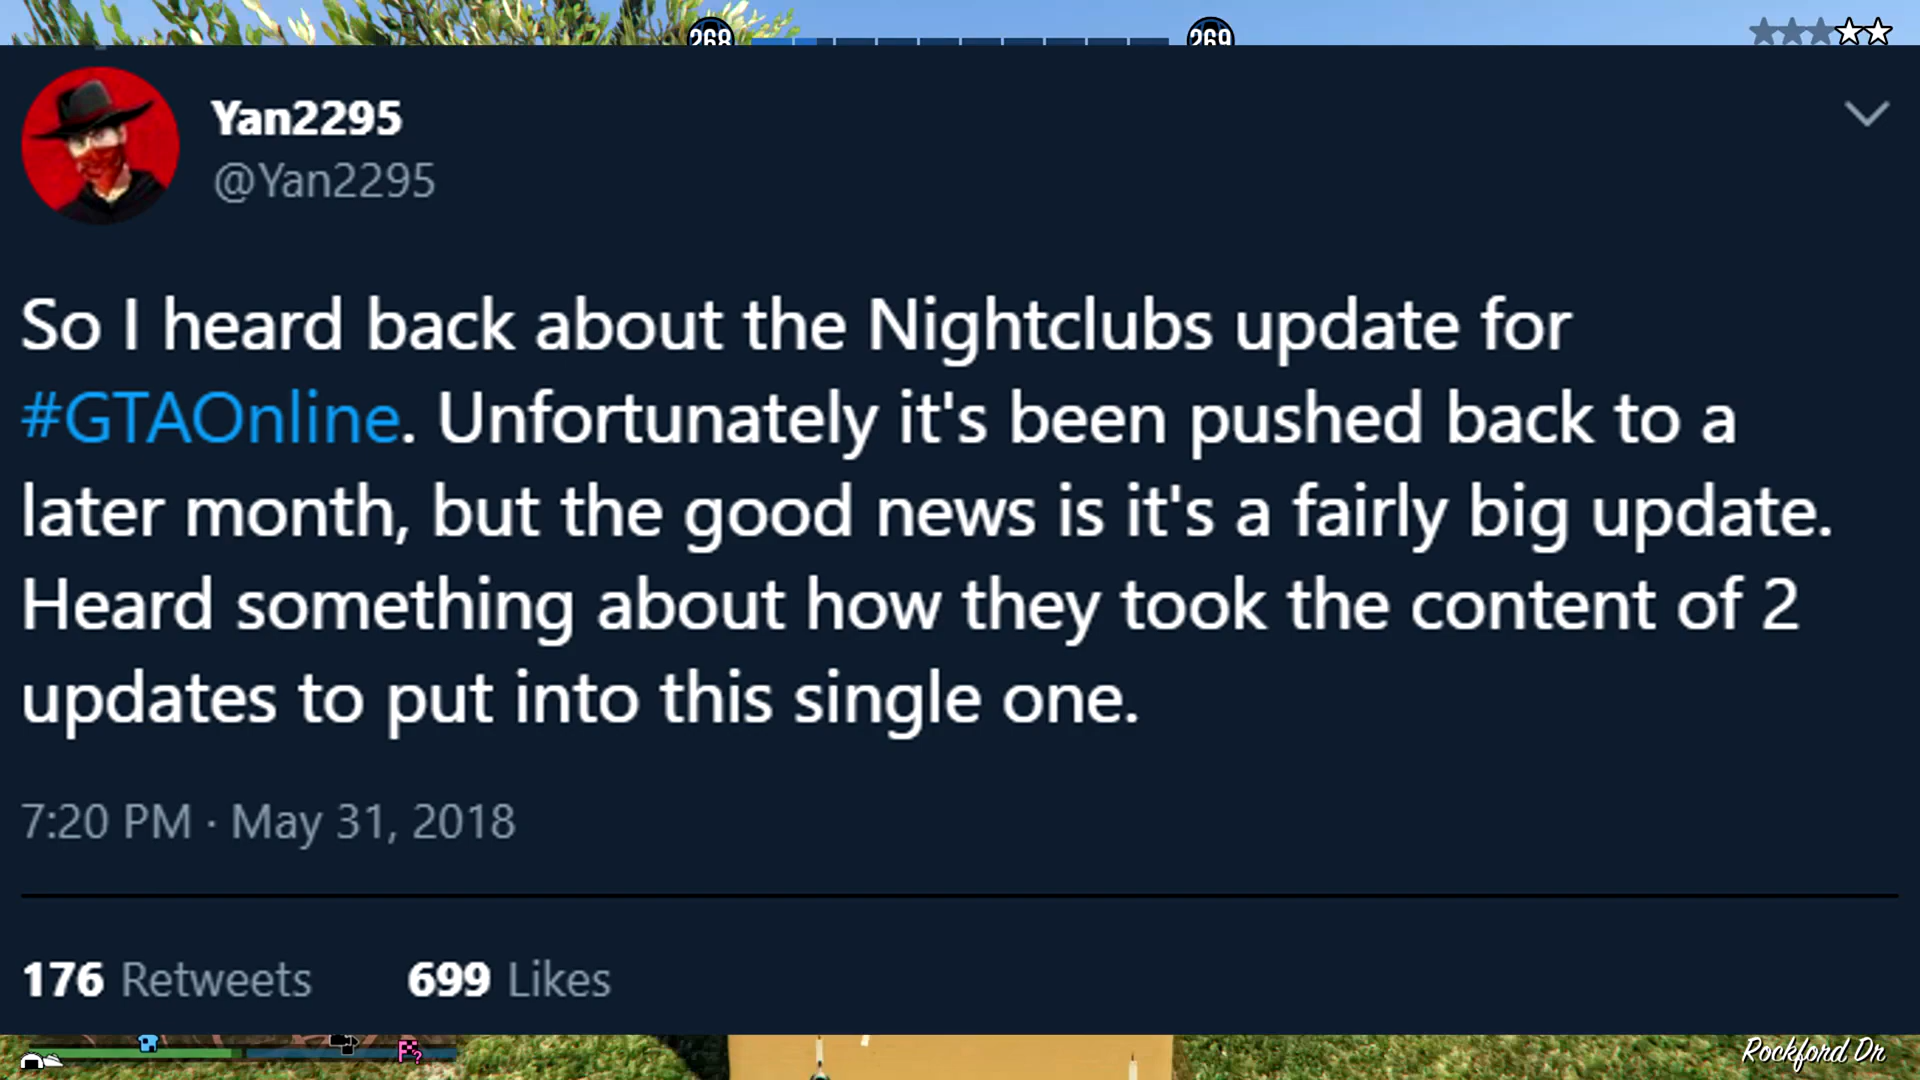 268 269
Yan2295
@Yan2295
So I heard back about the Nightclubs update for
#GTAOnline. Unfortunately it's been pushed back to a
later month, but the good news is it's a fairly big update.
Heard something about how they took the content of 2
updates to put into this single one.
7:20 PM · May 31, 2018
176 Retweets 699 Likes
Rockford Dr